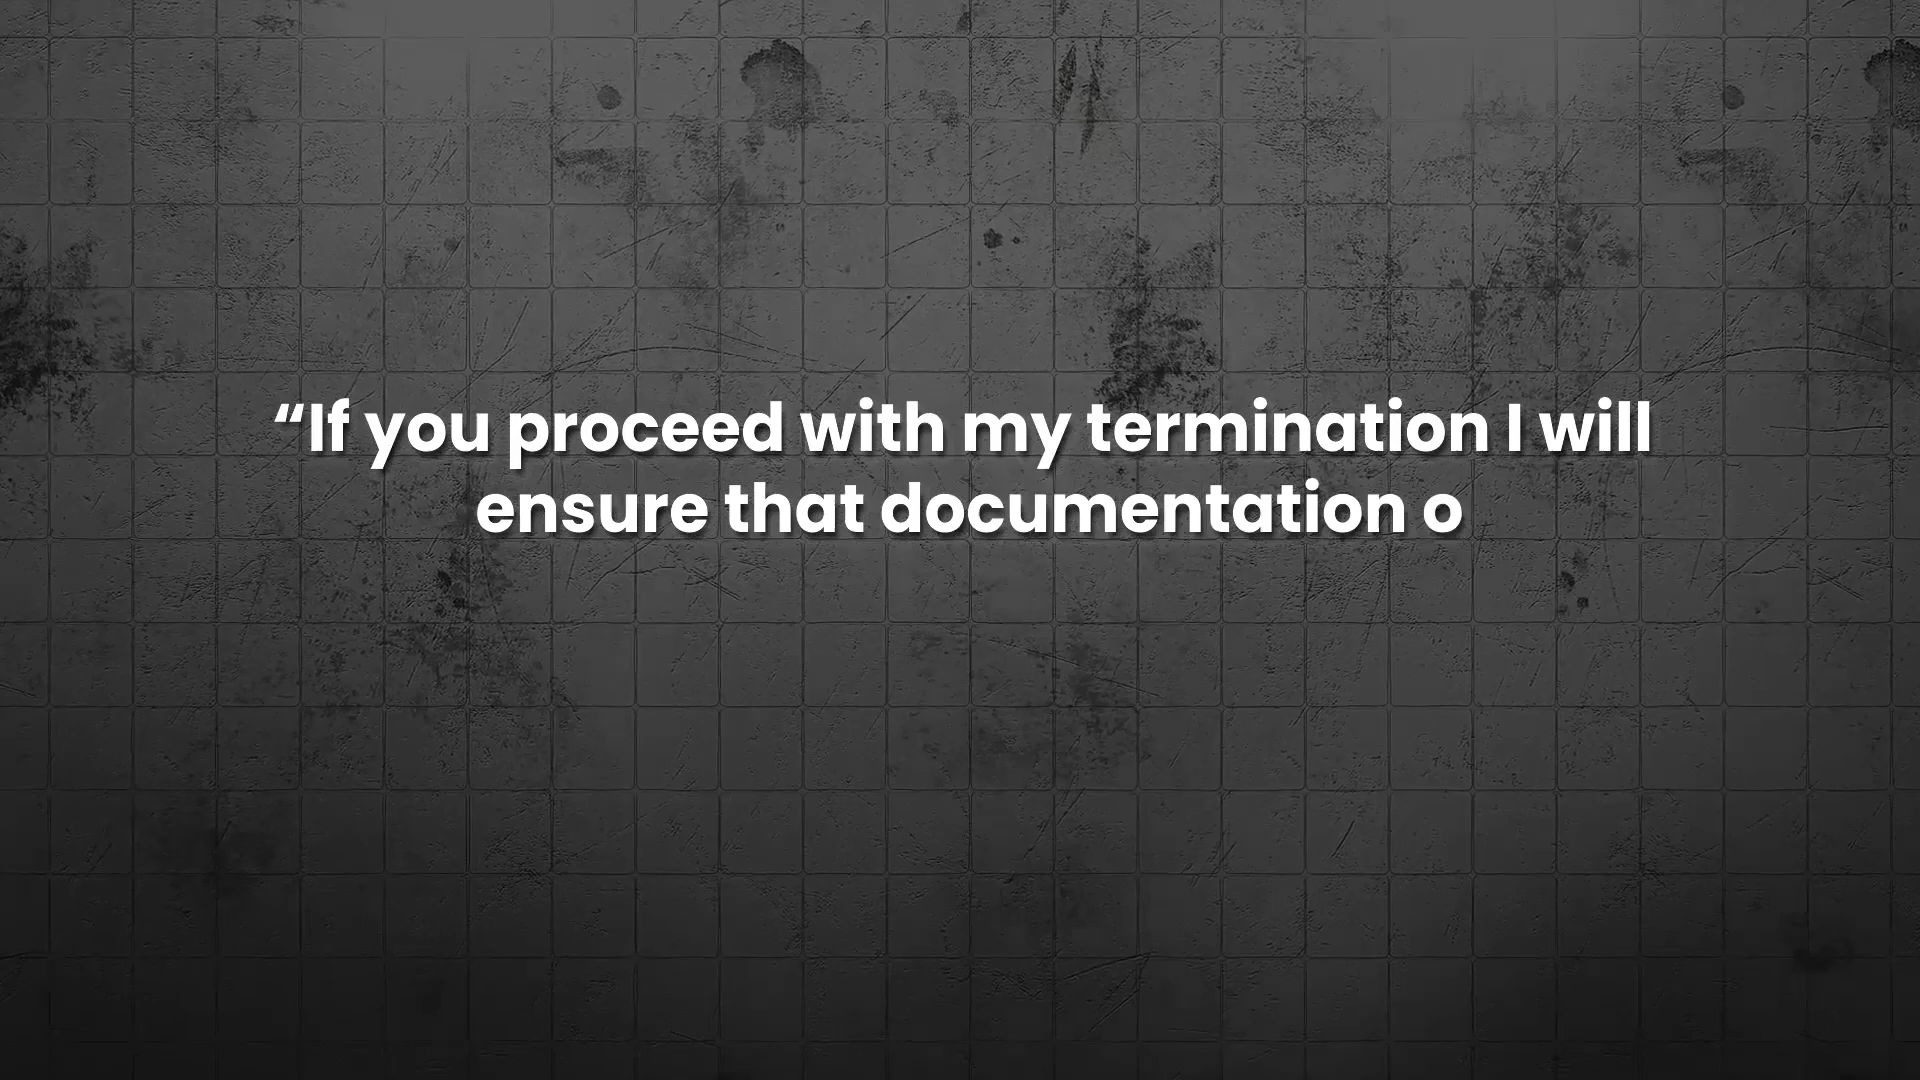 “If you proceed with my termination I will
ensure that documentation o